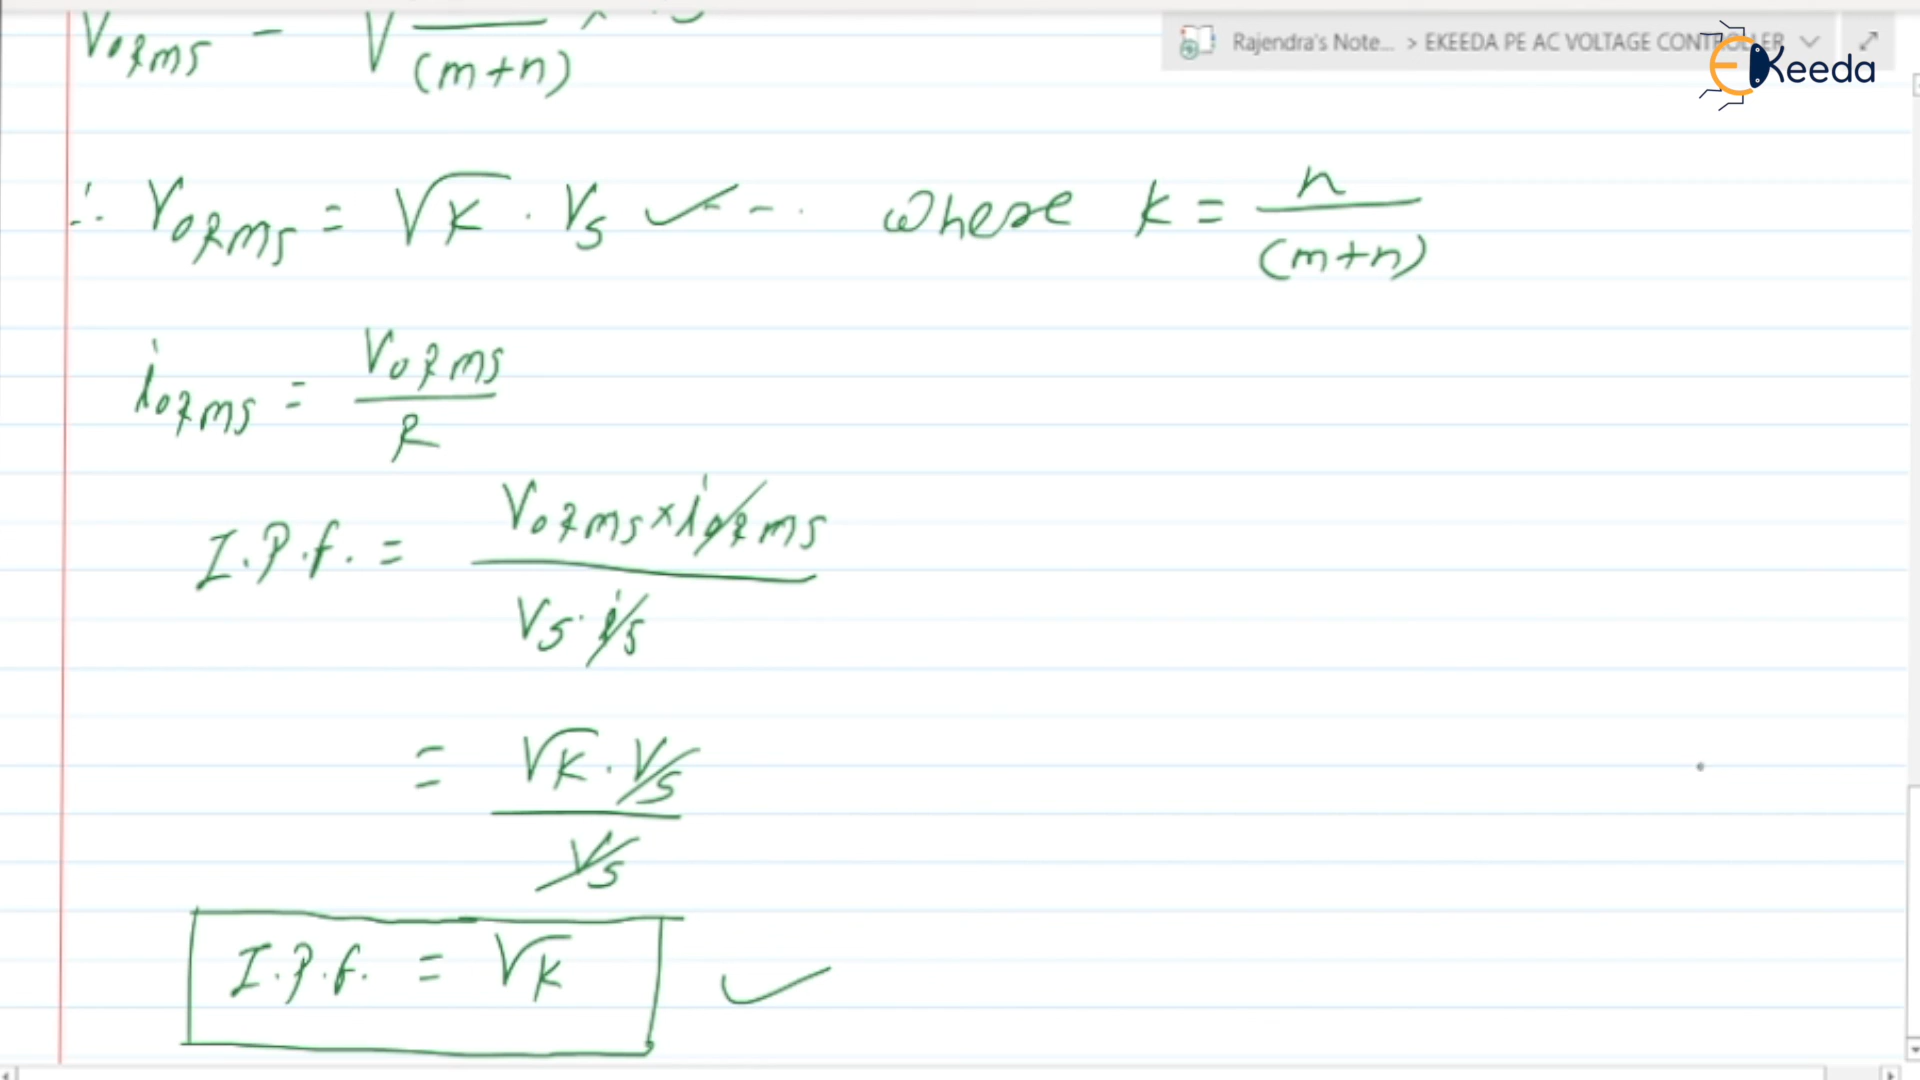 Rajendra's Note... > EKEEDA PE AC VOLTAGE CONTROLLER
EKeeda
Vorms = √ (m+n)
∴ Vorms = √K · Vs ✓ - - · where k = n / (m+n)
iorms = Vorms / R
I.P.f. = Vorms × iorms / Vs · is
= √K · Vs / Vs
I.P.f. = √K ✓